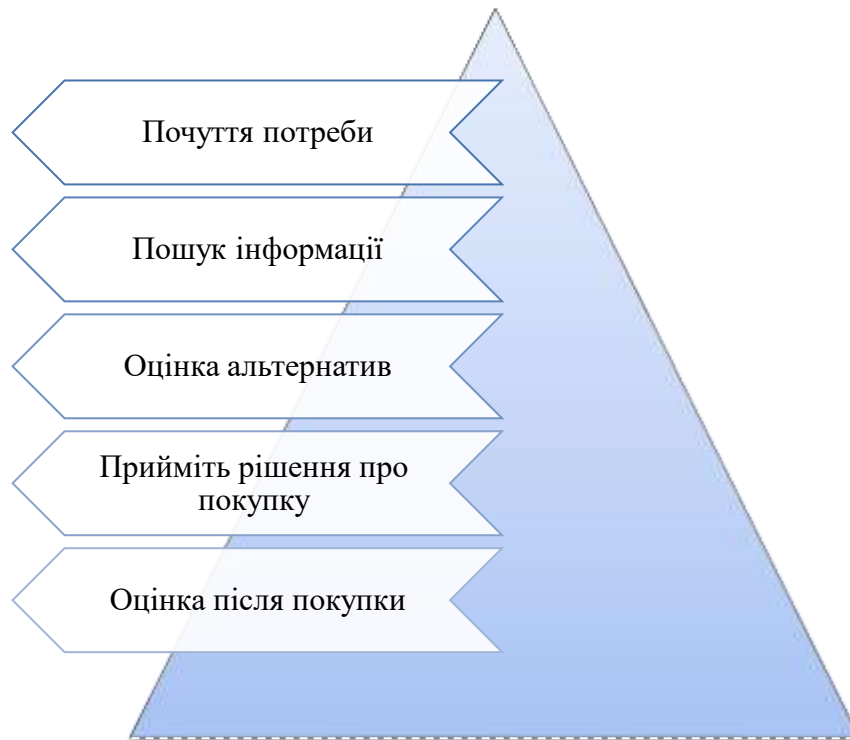 Почуття потреби
Пошук інформації
Оцінка альтернатив
Прийміть рішення про
покупку
Оцінка після покупки